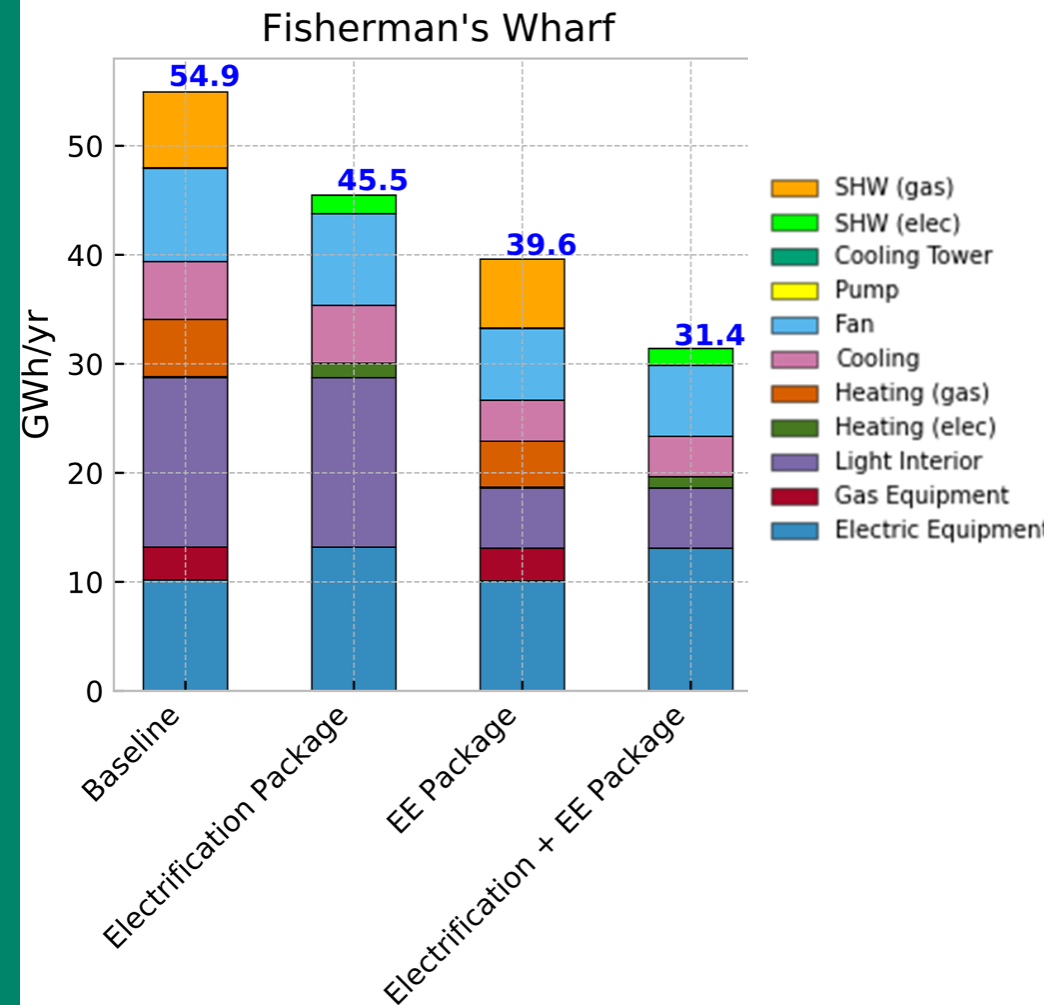 Fisherman's Wharf
GWh/yr
50
40
30
20
10
0
54.9
45.5
39.6
31.4
Baseline
Electrification Package
EE Package
Electrification + EE Package
SHW (gas)
SHW (elec)
Cooling Tower
Pump
Fan
Cooling
Heating (gas)
Heating (elec)
Light Interior
Gas Equipment
Electric Equipment